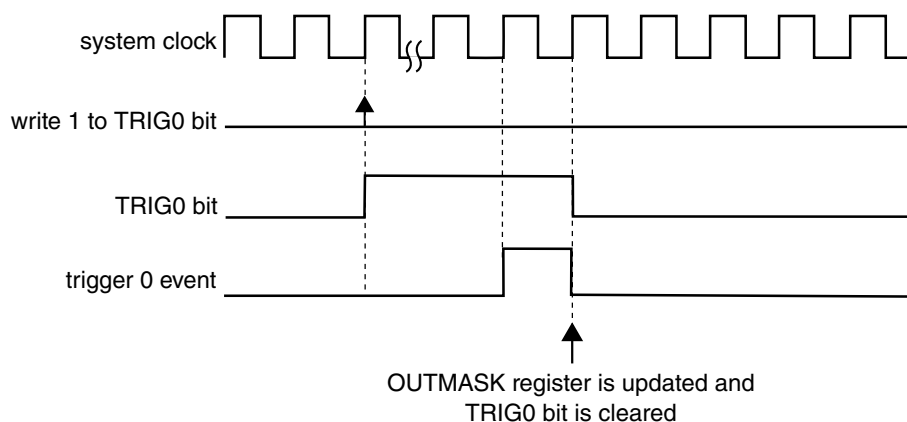 system clock
write 1 to TRIG0 bit
TRIG0 bit
trigger 0 event
OUTMASK register is updated and
TRIG0 bit is cleared